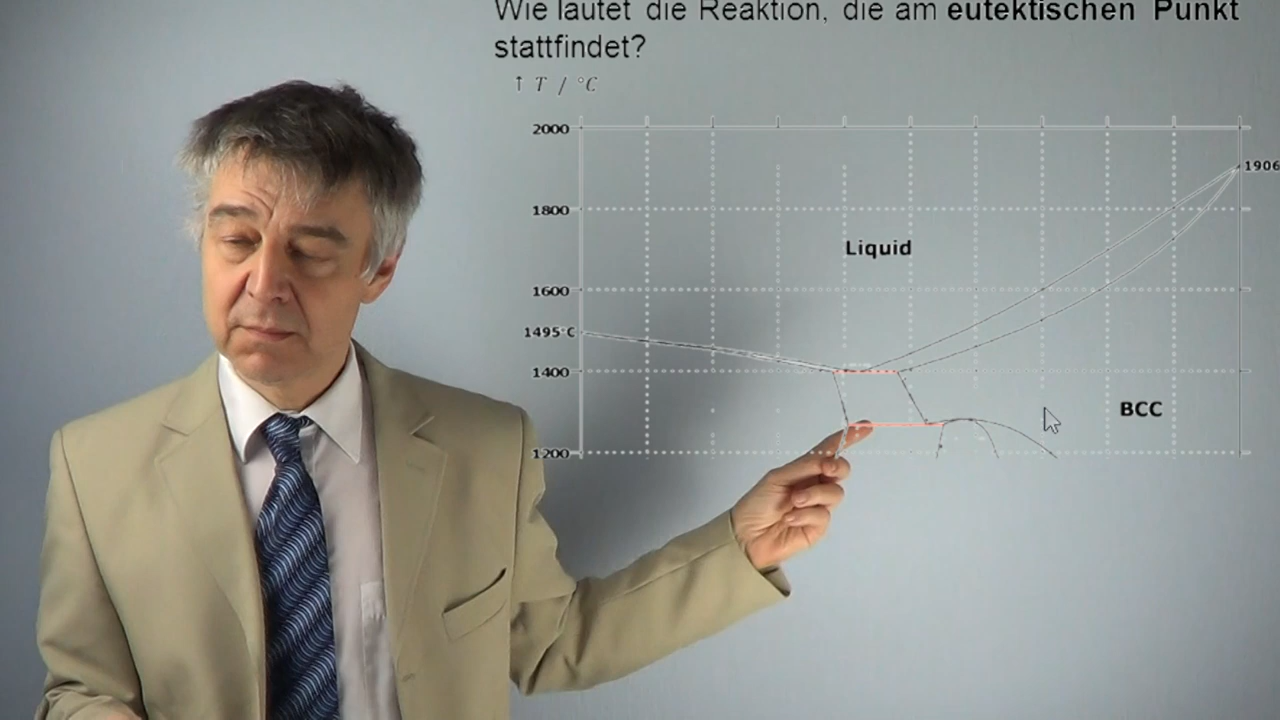 Wie lautet die Reaktion, die am eutektischen Punkt
stattfindet?
↑ T / °C
2000
1906
1800
Liquid
1600
1495°C
1400
BCC
1200